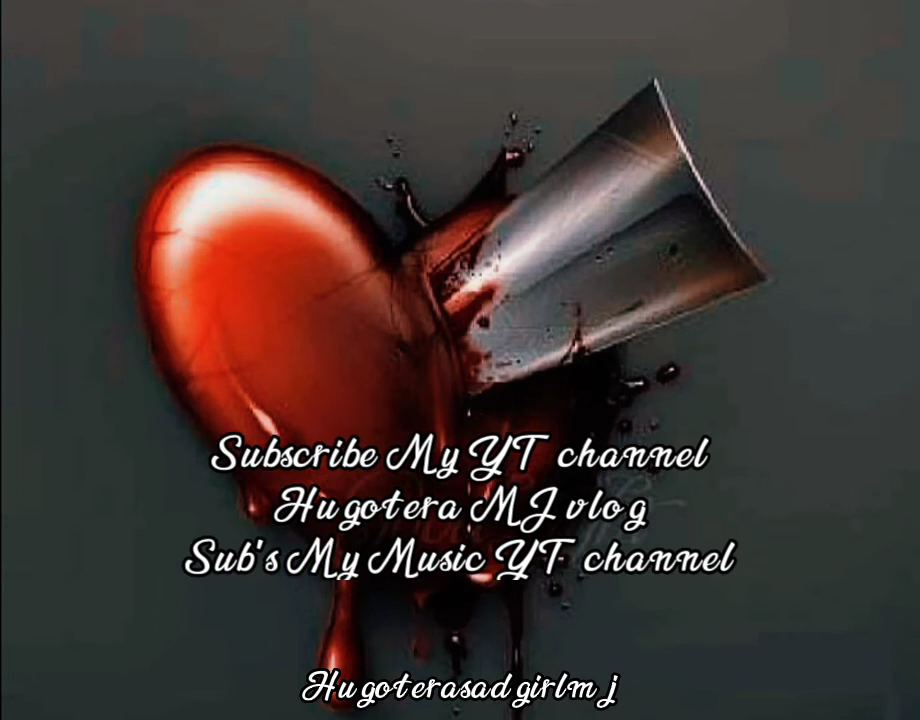 Subscribe My YT channel
Hugotera MJ vlog
Sub's My Music YT channel
Hugoterasadgirlmj